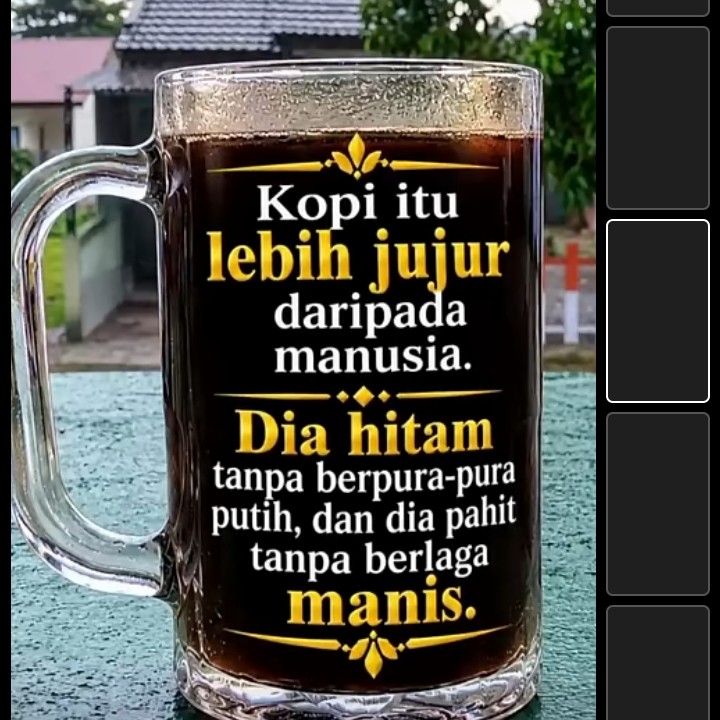 Kopi itu
lebih jujur
daripada
manusia.
Dia hitam
tanpa berpura-pura
putih, dan dia pahit
tanpa berlaga
manis.